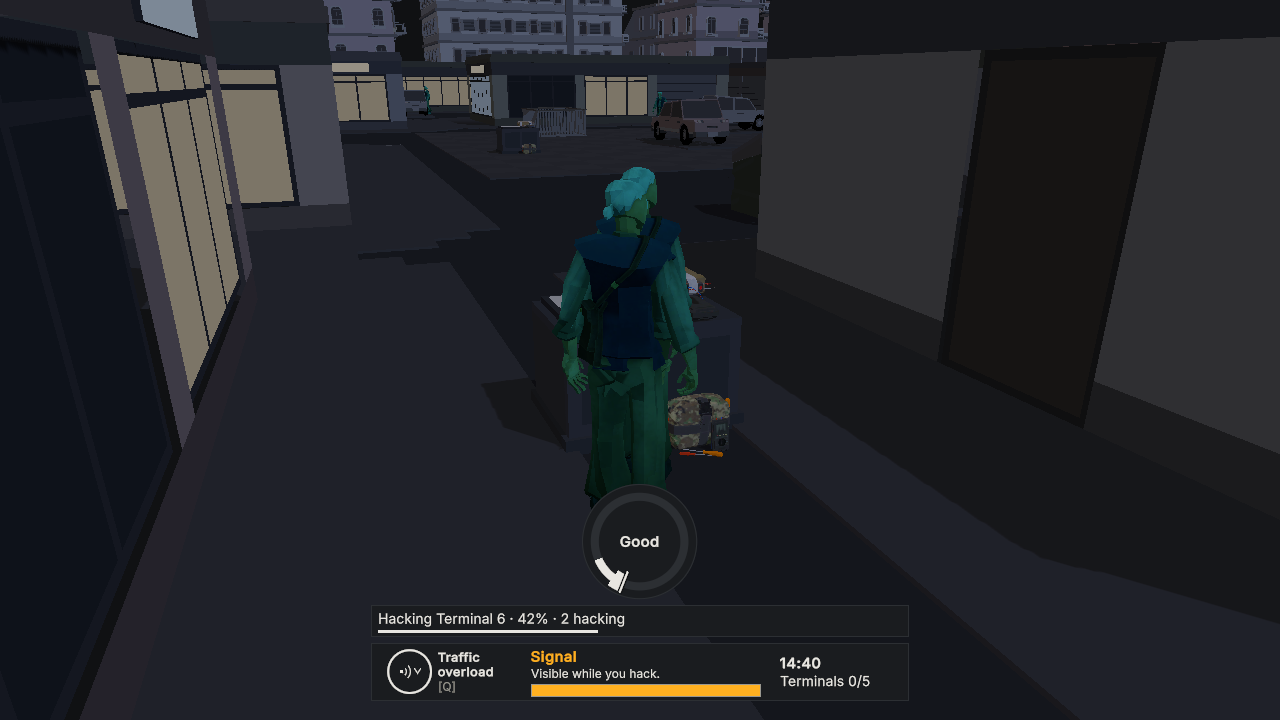 Good
Hacking Terminal 6 · 42% · 2 hacking
Traffic overload
[Q]
Signal
Visible while you hack.
14:40
Terminals 0/5